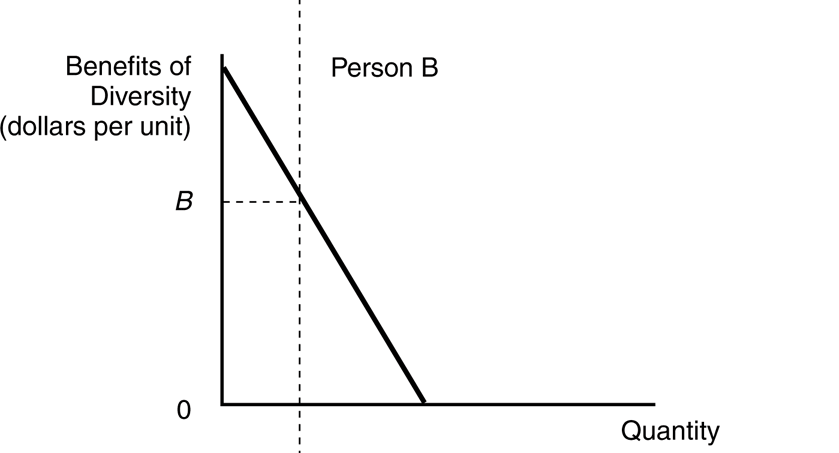 Benefits of
Diversity
(dollars per unit)
Person B
B
0
Quantity